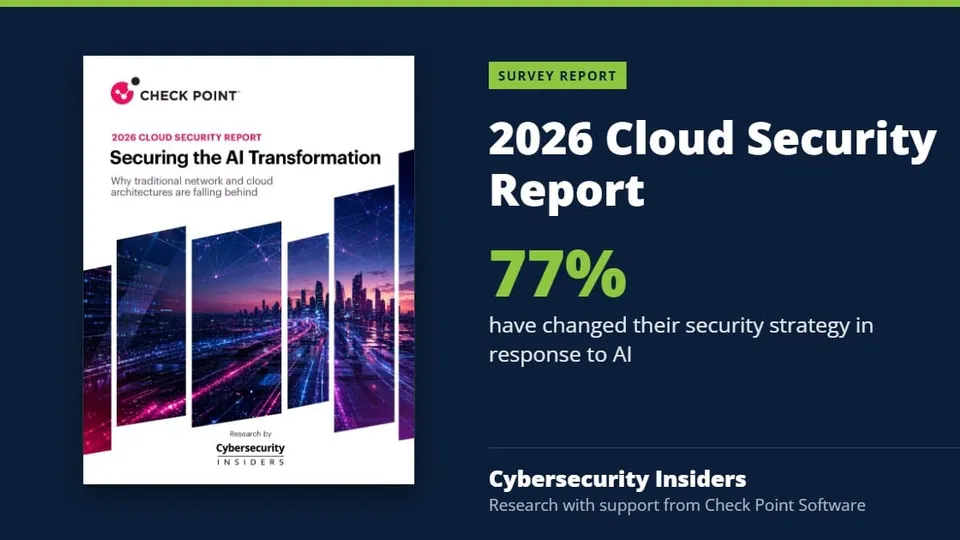 CHECK POINT
2026 CLOUD SECURITY REPORT
Securing the AI Transformation
Why traditional network and cloud
architectures are falling behind
Research by
Cybersecurity
INSIDERS
SURVEY REPORT
2026 Cloud Security
Report
77%
have changed their security strategy in
response to AI
Cybersecurity Insiders
Research with support from Check Point Software